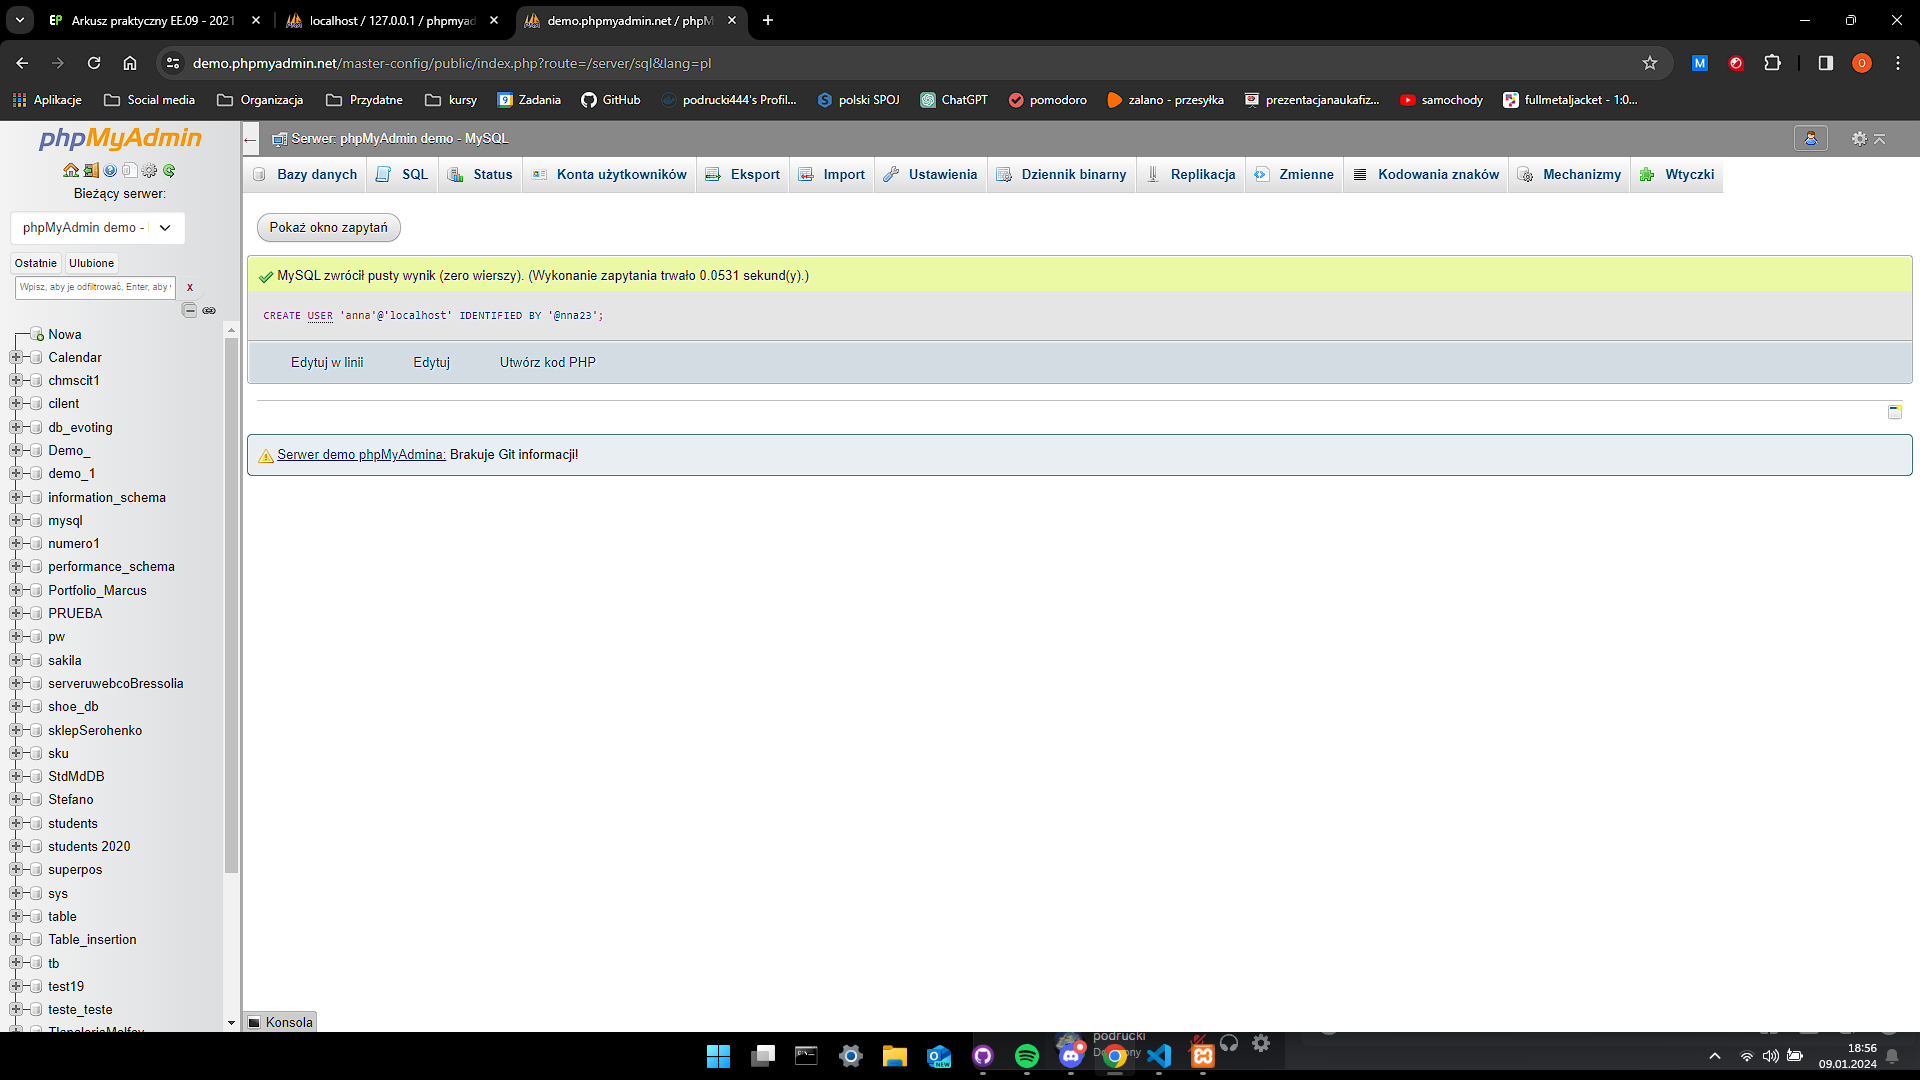 Arkusz praktyczny EE.09 - 2021
localhost / 127.0.0.1 / phpmyad
demo.phpmyadmin.net / phpM
demo.phpmyadmin.net/master-config/public/index.php?route=/server/sql&lang=pl
Aplikacje
Social media
Organizacja
Przydatne
kursy
Zadania
GitHub
podrucki444's Profil...
polski SPOJ
ChatGPT
pomodoro
zalano - przesyłka
prezentacjanaukafiz...
samochody
fullmetaljacket - 1:0...
phpMyAdmin
Bieżący serwer:
phpMyAdmin demo -
Ostatnie
Ulubione
Wpisz, aby je odfiltrować, Enter, aby
X
Nowa
Calendar
chmscit1
cilent
db_evoting
Demo_
demo_1
information_schema
mysql
numero1
performance_schema
Portfolio_Marcus
PRUEBA
pw
sakila
serveruwebcoBressolia
shoe_db
sklepSerohenko
sku
StdMdDB
Stefano
students
students 2020
superpos
sys
table
Table_insertion
tb
test19
teste_teste
Serwer: phpMyAdmin demo - MySQL
Bazy danych
SQL
Status
Konta użytkowników
Eksport
Import
Ustawienia
Dziennik binarny
Replikacja
Zmienne
Kodowania znaków
Mechanizmy
Wtyczki
Pokaż okno zapytań
MySQL zwrócił pusty wynik (zero wierszy). (Wykonanie zapytania trwało 0.0531 sekund(y).)
CREATE USER 'anna'@'localhost' IDENTIFIED BY '@nna23';
Edytuj w linii
Edytuj
Utwórz kod PHP
Serwer demo phpMyAdmina: Brakuje Git informacji!
Konsola
podrucki
18:56
09.01.2024